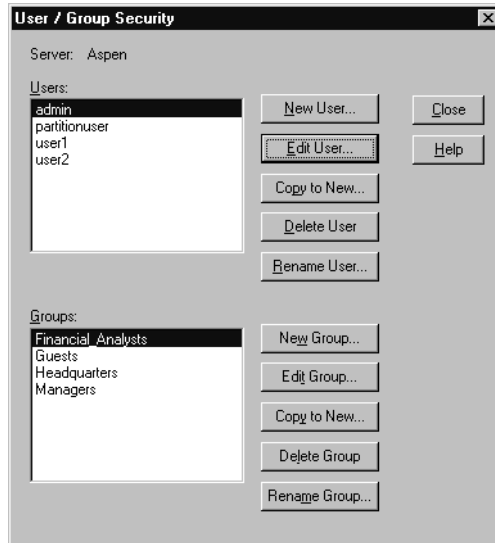 User / Group Security
Server: Aspen
Users:
admin
partitionuser
user1
user2
New User...
Edit User...
Copy to New...
Delete User
Rename User...
Close
Help
Groups:
Financial_Analysts
Guests
Headquarters
Managers
New Group...
Edit Group...
Copy to New...
Delete Group
Rename Group...